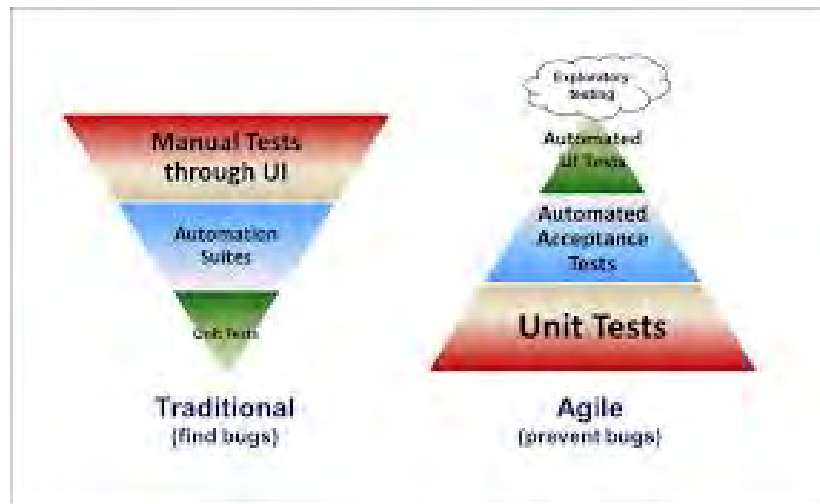 Manual Tests
through UI
Automation
Suites
Unit Tests
Traditional
(find bugs)
Exploratory
testing
Automated
UI Tests
Automated
Acceptance
Tests
Unit Tests
Agile
(prevent bugs)